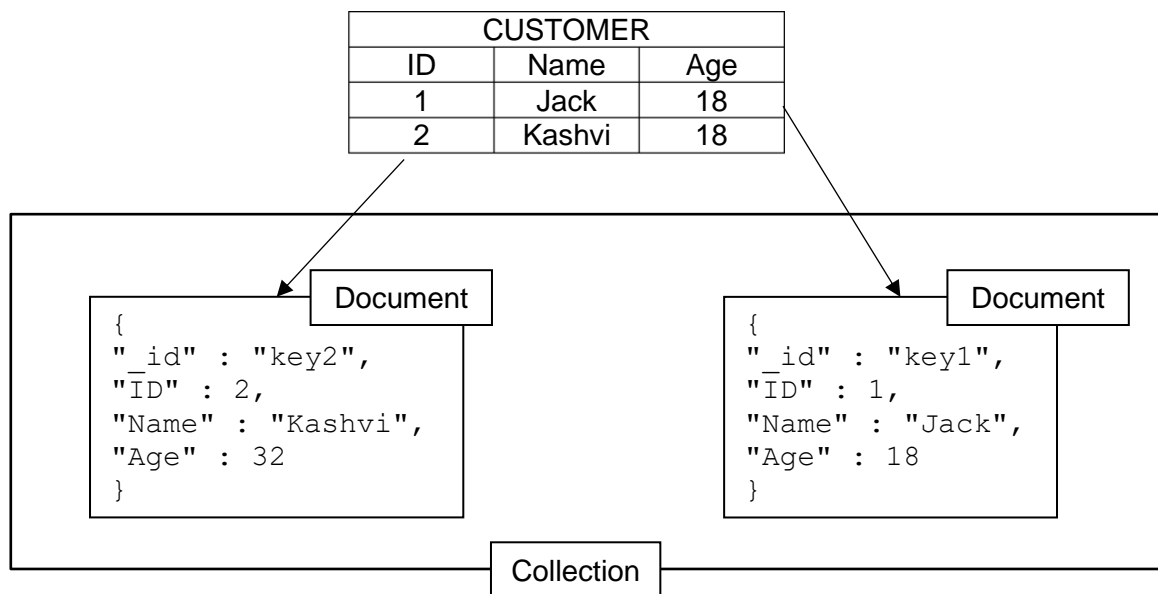 CUSTOMER
ID Name Age
1 Jack 18
2 Kashvi 18
Document
{
"_id" : "key2",
"ID" : 2,
"Name" : "Kashvi",
"Age" : 32
}
Document
{
"_id" : "key1",
"ID" : 1,
"Name" : "Jack",
"Age" : 18
}
Collection